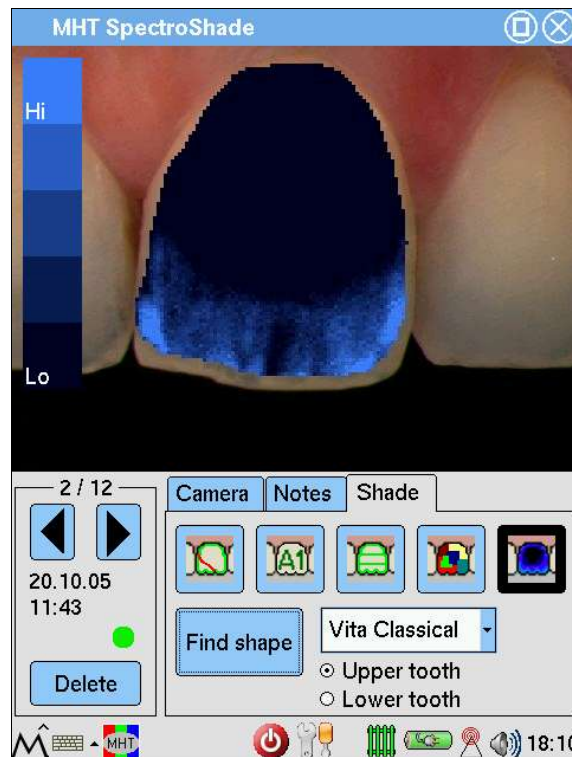 MHT SpectroShade
Hi
Lo
2 / 12
20.10.05
11:43
Delete
Camera
Notes
Shade
A1
Find shape
Vita Classical
Upper tooth
Lower tooth
MHT
18:10